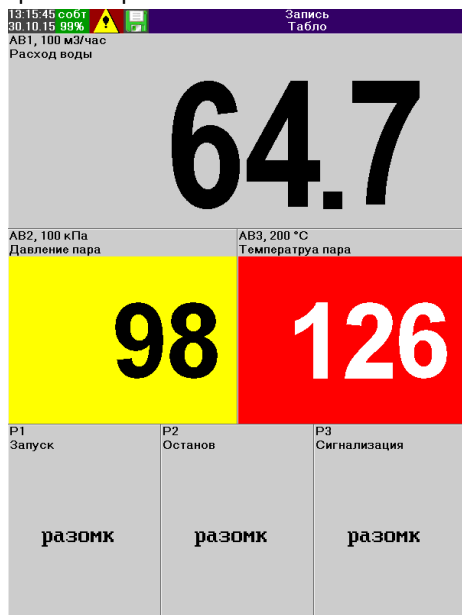 13:15:45 собт
30.10.15 99%
Запись
Табло
АВ1, 100 м3/час
Расход воды
64.7
АВ2, 100 кПа
Давление пара
98
АВ3, 200 °С
Температруа пара
126
Р1
Запуск
разомк
Р2
Останов
разомк
Р3
Сигнализация
разомк